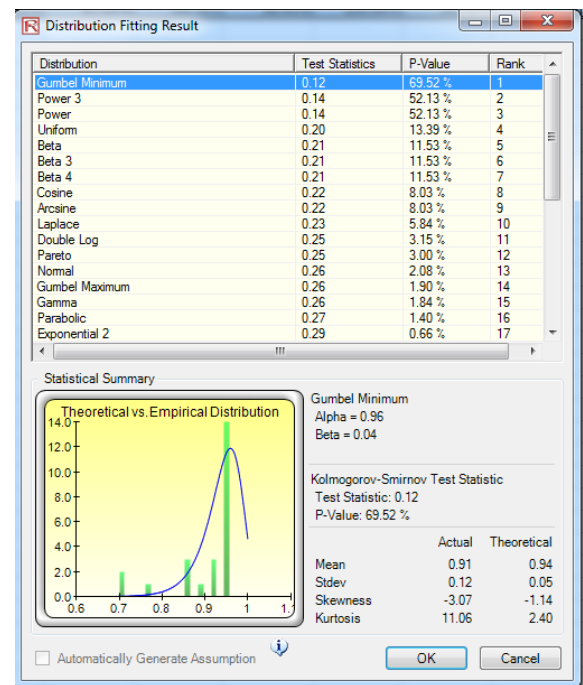 Distribution Fitting Result
Distribution Test Statistics P-Value Rank
Gumbel Minimum 0.12 69.52 % 1
Power 3 0.14 52.13 % 2
Power 0.14 52.13 % 3
Uniform 0.20 13.39 % 4
Beta 0.21 11.53 % 5
Beta 3 0.21 11.53 % 6
Beta 4 0.21 11.53 % 7
Cosine 0.22 8.03 % 8
Arcsine 0.22 8.03 % 9
Laplace 0.23 5.84 % 10
Double Log 0.25 3.15 % 11
Pareto 0.25 3.00 % 12
Normal 0.26 2.08 % 13
Gumbel Maximum 0.26 1.90 % 14
Gamma 0.26 1.84 % 15
Parabolic 0.27 1.40 % 16
Exponential 2 0.29 0.66 % 17
Statistical Summary
Theoretical vs. Empirical Distribution
14.0
12.0
10.0
8.0
6.0
4.0
2.0
0.0
0.6 0.7 0.8 0.9 1 1.
Gumbel Minimum
Alpha = 0.96
Beta = 0.04
Kolmogorov-Smirnov Test Statistic
Test Statistic: 0.12
P-Value: 69.52 %
Actual Theoretical
Mean 0.91 0.94
Stdev 0.12 0.05
Skewness -3.07 -1.14
Kurtosis 11.06 2.40
Automatically Generate Assumption
OK Cancel